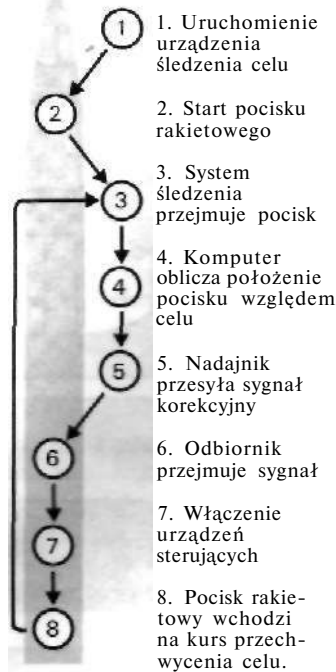 1
1. Uruchomienie
urządzenia
śledzenia celu
2
2. Start pocisku
rakietowego
3
3. System
śledzenia
przejmuje pocisk
4
4. Komputer
oblicza położenie
pocisku względem
celu
5
5. Nadajnik
przesyła sygnał
korekcyjny
6
6. Odbiornik
przejmuje sygnał
7
7. Włączenie
urządzeń
sterujących
8
8. Pocisk rakie-
towy wchodzi
na kurs przech-
wycenia celu.